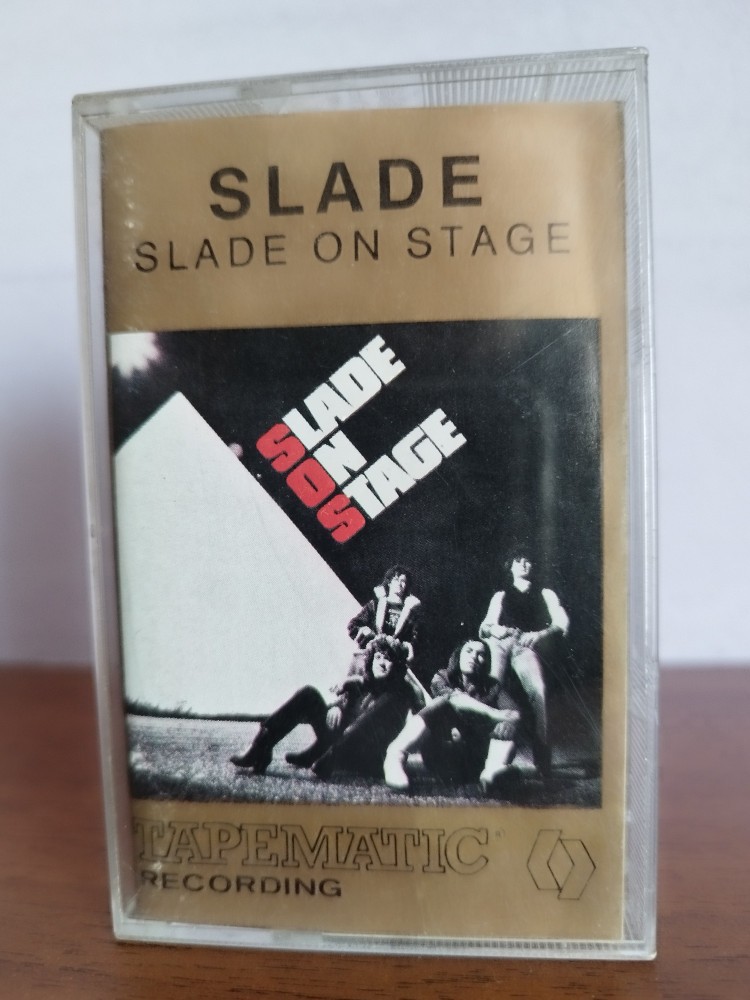 SLADE
SLADE ON STAGE
SLADE
ON
STAGE
TAPEMATIC
RECORDING